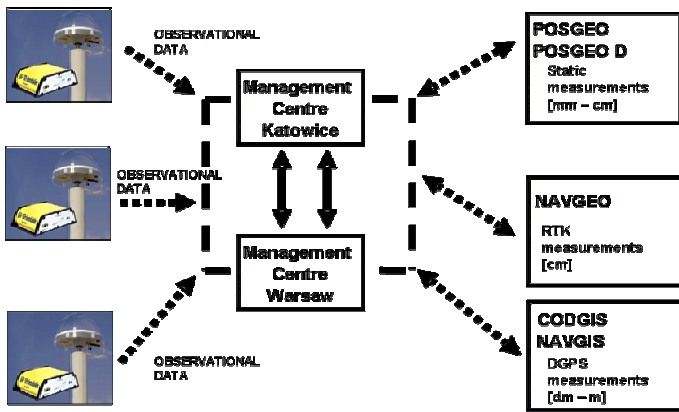 OBSERVATIONAL
DATA
OBSERVATIONAL
DATA
OBSERVATIONAL
DATA
Management
Centre
Katowice
Management
Centre
Warsaw
POSGEO
POSGEO D
Static
measurements
[mm – cm]
NAVGEO
RTK
measurements
[cm]
CODGIS
NAVGIS
DGPS
measurements
[dm – m]